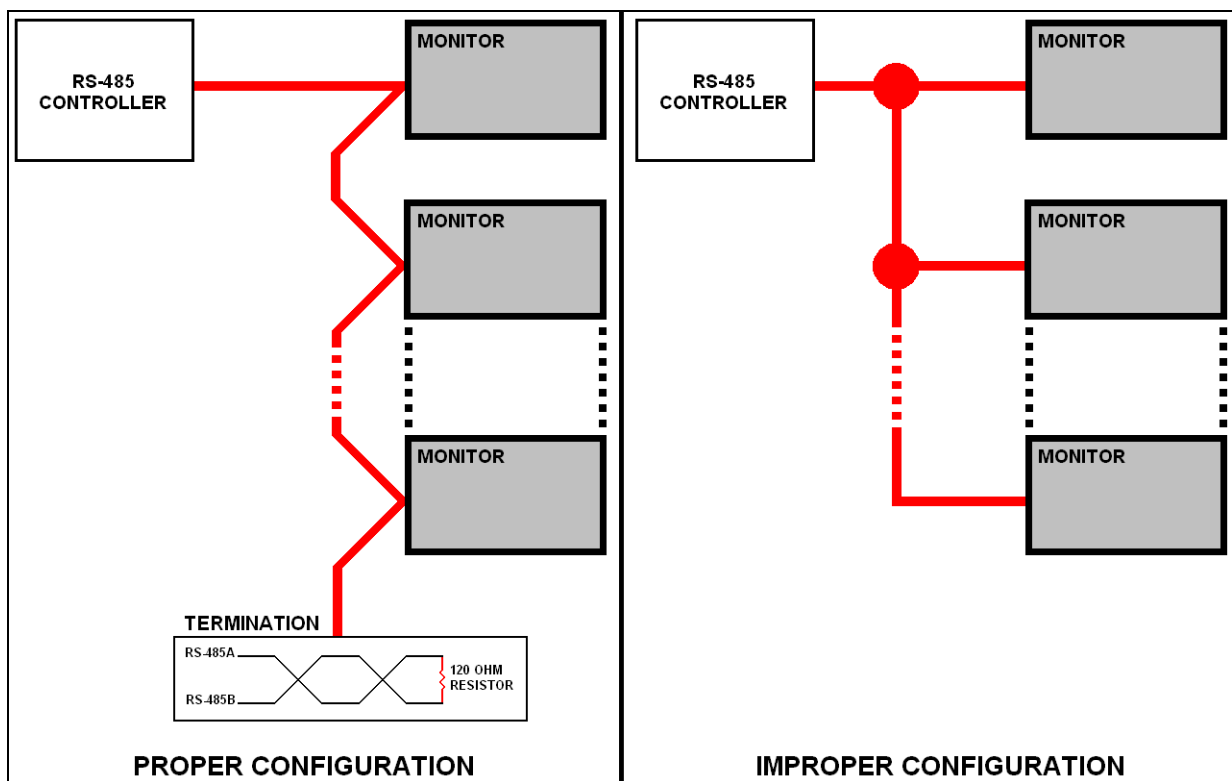 RS-485
CONTROLLER
MONITOR
MONITOR
MONITOR
TERMINATION
RS-485A
RS-485B
120 OHM
RESISTOR
PROPER CONFIGURATION
RS-485
CONTROLLER
MONITOR
MONITOR
MONITOR
IMPROPER CONFIGURATION